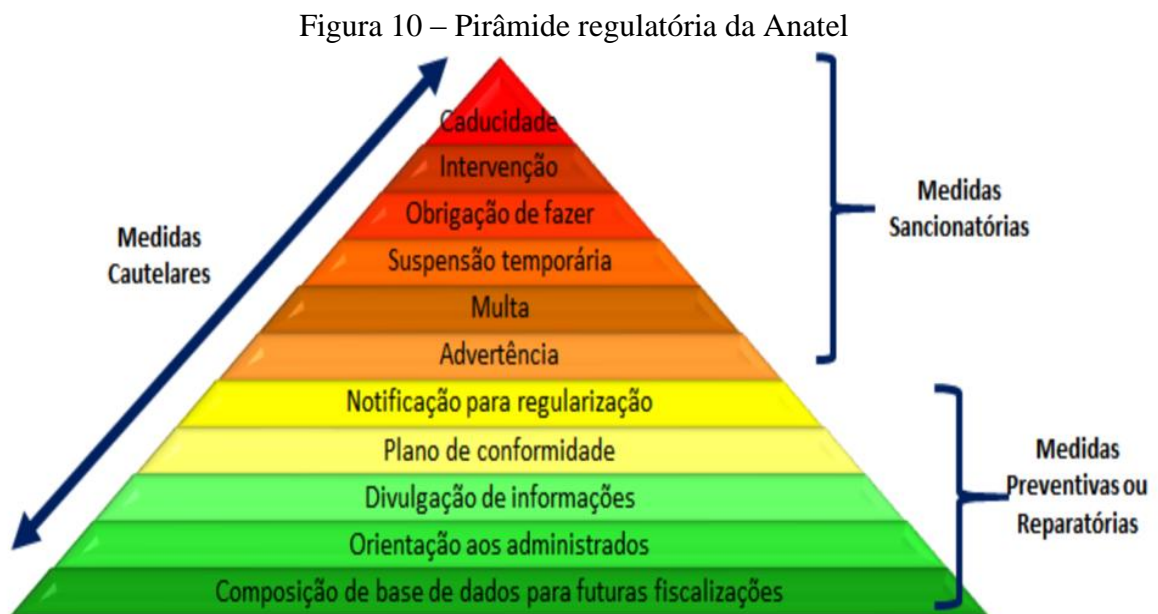 Figura 10 – Pirâmide regulatória da Anatel
Caducidade
Intervenção
Obrigação de fazer
Suspensão temporária
Multa
Advertência
Notificação para regularização
Plano de conformidade
Divulgação de informações
Orientação aos administrados
Composição de base de dados para futuras fiscalizações
Medidas
Cautelares
Medidas
Sancionatórias
Medidas
Preventivas ou
Reparatórias